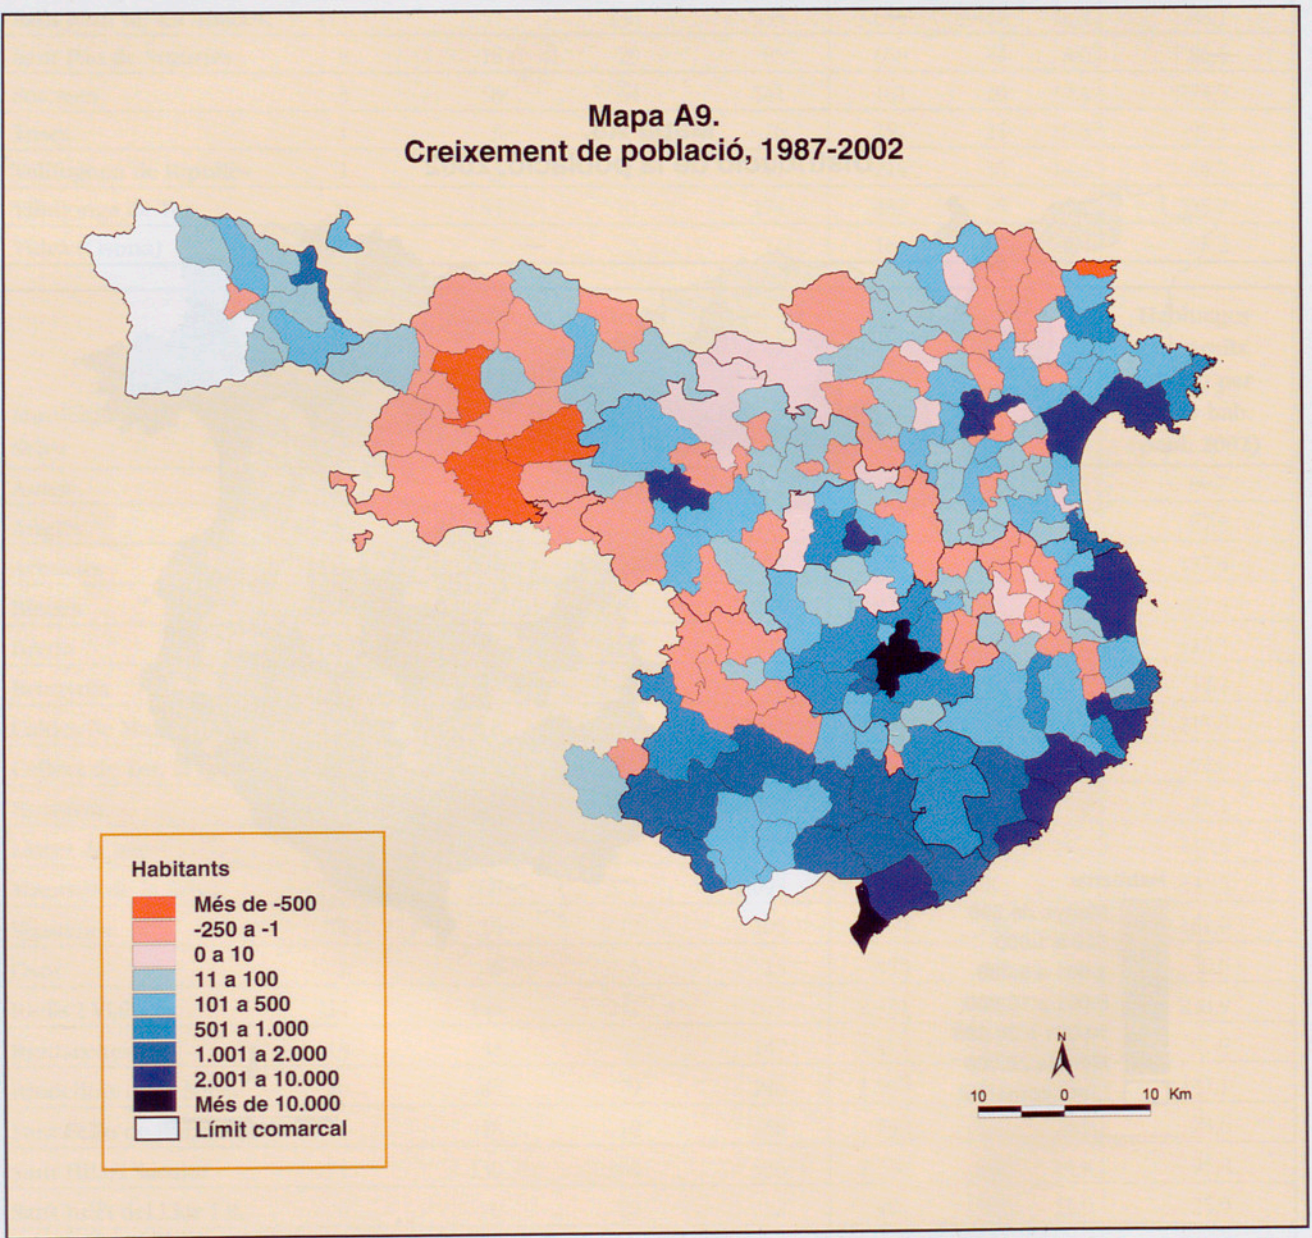 Mapa A9.
Creixement de població, 1987-2002
Habitants
Més de -500
-250 a -1
0 a 10
11 a 100
101 a 500
501 a 1.000
1.001 a 2.000
2.001 a 10.000
Més de 10.000
Límit comarcal
N
10 0 10 Km